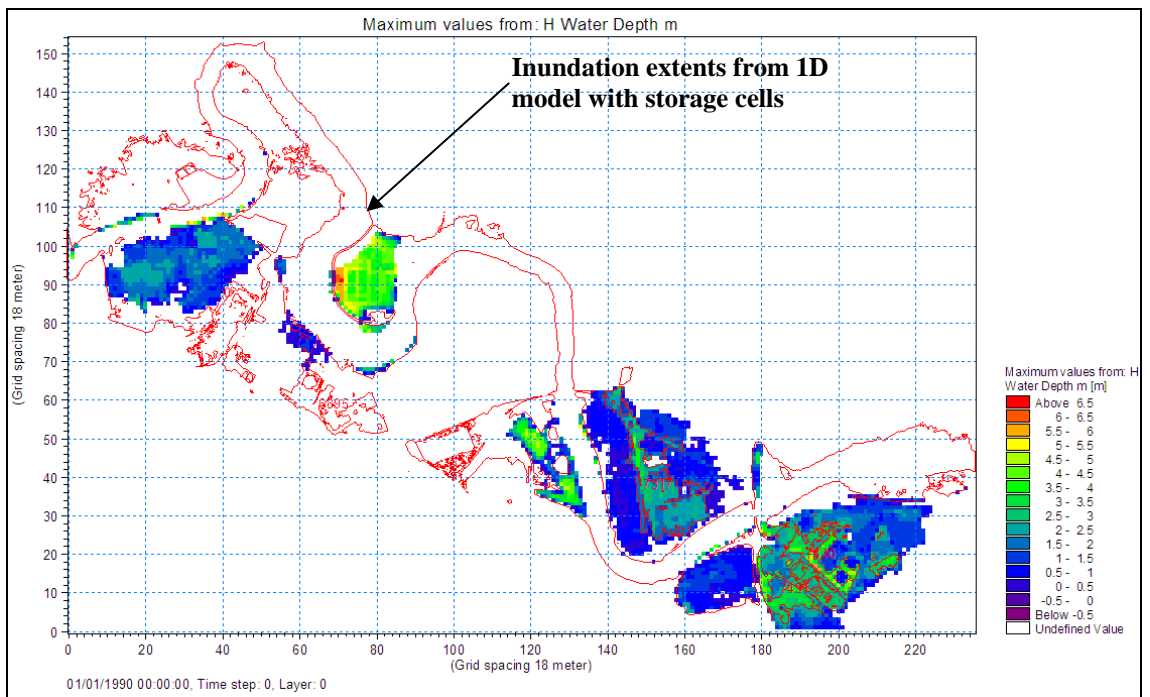 Maximum values from: H Water Depth m
Inundation extents from 1D
model with storage cells
150
140
130
120
110
100
90
80
70
60
50
40
30
20
10
0
(Grid spacing 18 meter)
0 20 40 60 80 100 120 140 160 180 200 220
(Grid spacing 18 meter)
01/01/1990 00:00:00, Time step: 0, Layer: 0
Maximum values from: H
Water Depth m [m]
Above 6.5
6 - 6.5
5.5 - 6
5 - 5.5
4.5 - 5
4 - 4.5
3.5 - 4
3 - 3.5
2.5 - 3
2 - 2.5
1.5 - 2
1 - 1.5
0.5 - 1
0 - 0.5
-0.5 - 0
Below -0.5
Undefined Value